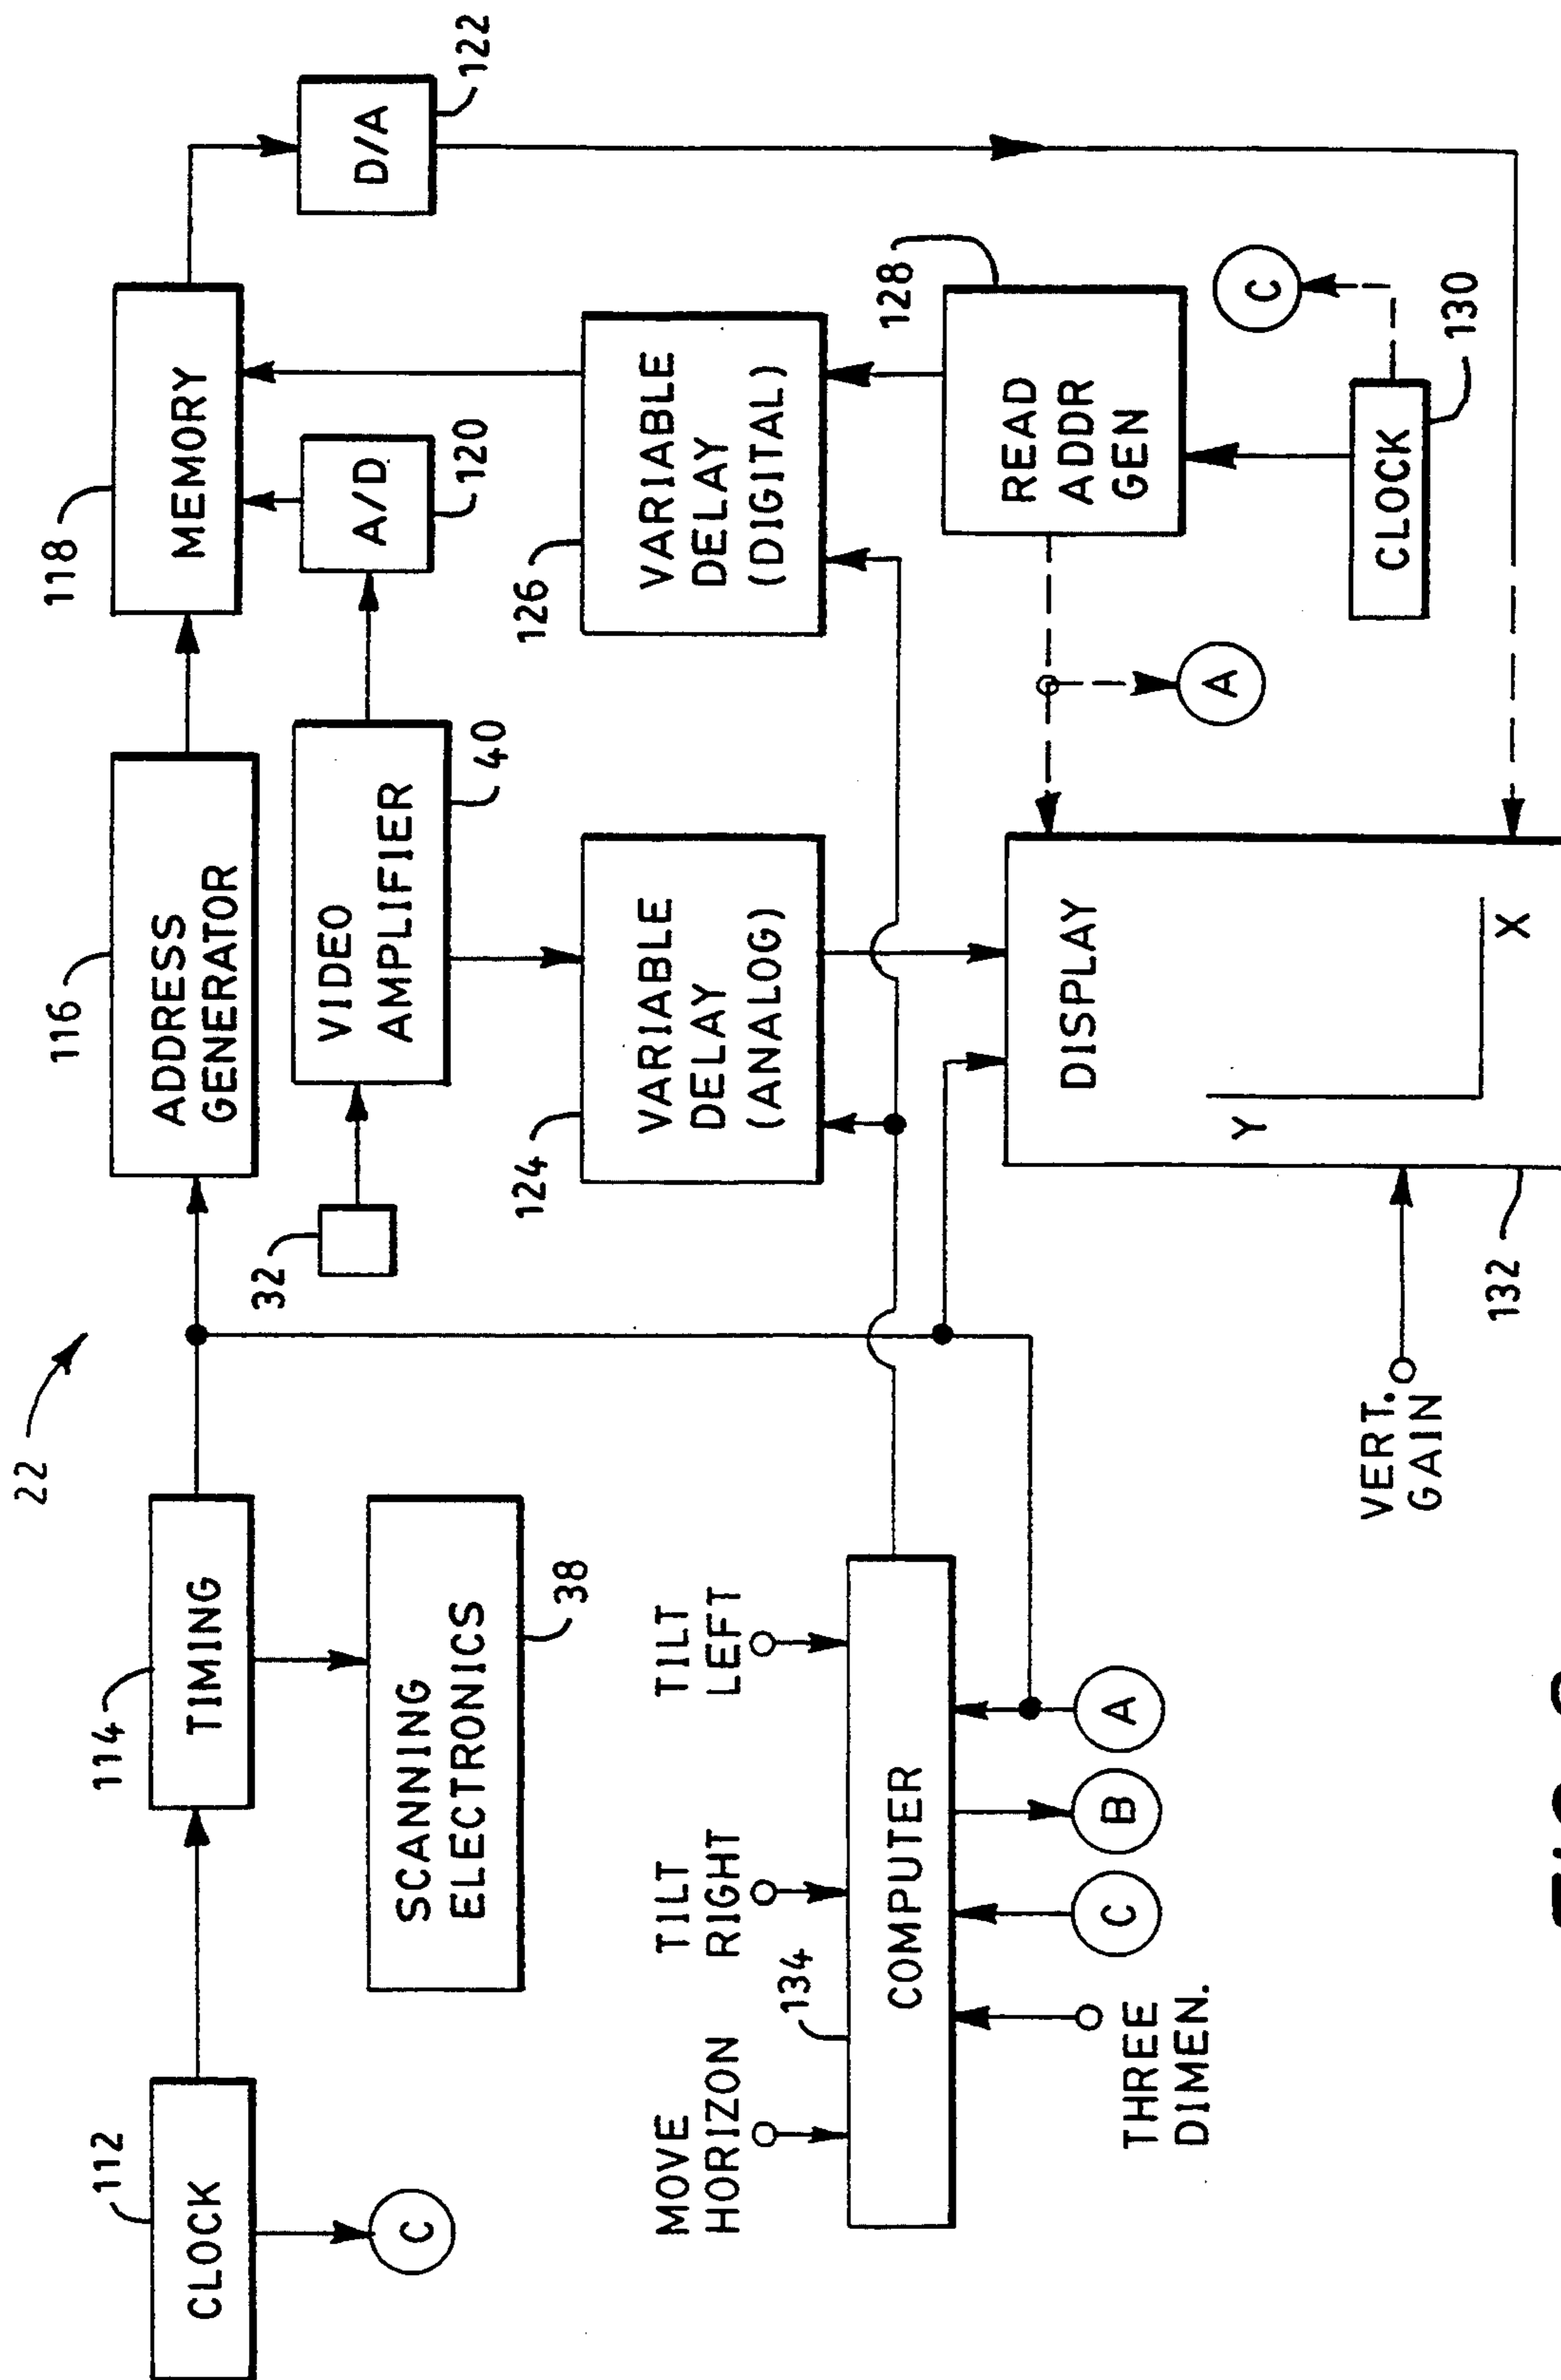 22
112
CLOCK
C
114
TIMING
SCANNING
ELECTRONICS
38
116
ADDRESS
GENERATOR
118
MEMORY
32
VIDEO
AMPLIFIER
40
A/D
120
D/A
122
124
VARIABLE
DELAY
(ANALOG)
126
VARIABLE
DELAY
(DIGITAL)
MOVE
HORIZON
TILT
RIGHT
TILT
LEFT
134
COMPUTER
THREE
DIMEN.
C
B
A
DISPLAY
Y
X
132
VERT.
GAIN
128
READ
ADDR
GEN
A
C
CLOCK
130